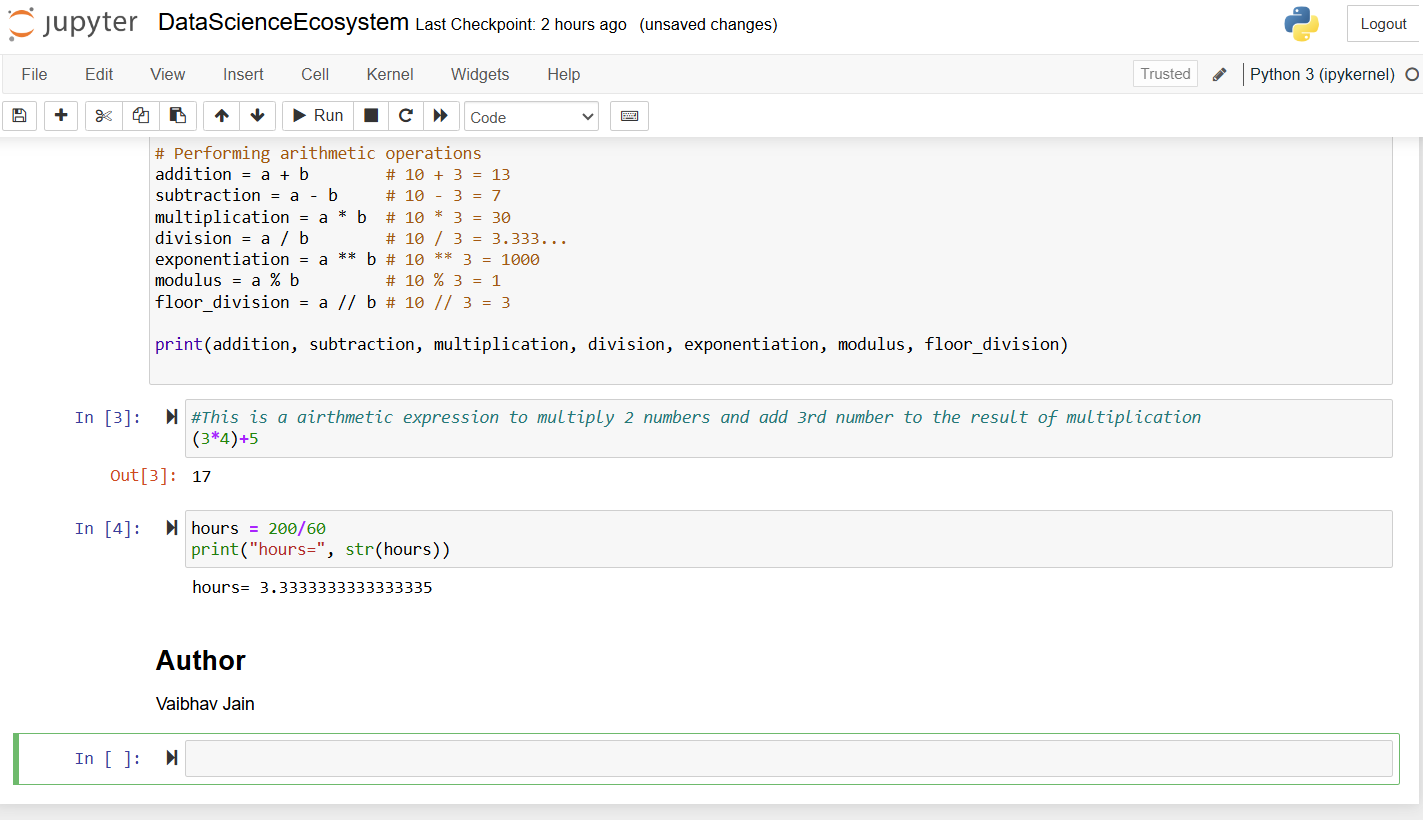 jupyter DataScienceEcosystem Last Checkpoint: 2 hours ago (unsaved changes) Logout
File Edit View Insert Cell Kernel Widgets Help Trusted Python 3 (ipykernel)
Run Code
# Performing arithmetic operations
addition = a + b        # 10 + 3 = 13
subtraction = a - b     # 10 - 3 = 7
multiplication = a * b  # 10 * 3 = 30
division = a / b        # 10 / 3 = 3.333...
exponentiation = a ** b # 10 ** 3 = 1000
modulus = a % b         # 10 % 3 = 1
floor_division = a // b # 10 // 3 = 3
print(addition, subtraction, multiplication, division, exponentiation, modulus, floor_division)
In [3]: #This is a airthmetic expression to multiply 2 numbers and add 3rd number to the result of multiplication
(3*4)+5
Out[3]: 17
In [4]: hours = 200/60
print("hours=", str(hours))
hours= 3.3333333333333335
Author
Vaibhav Jain
In [ ]: